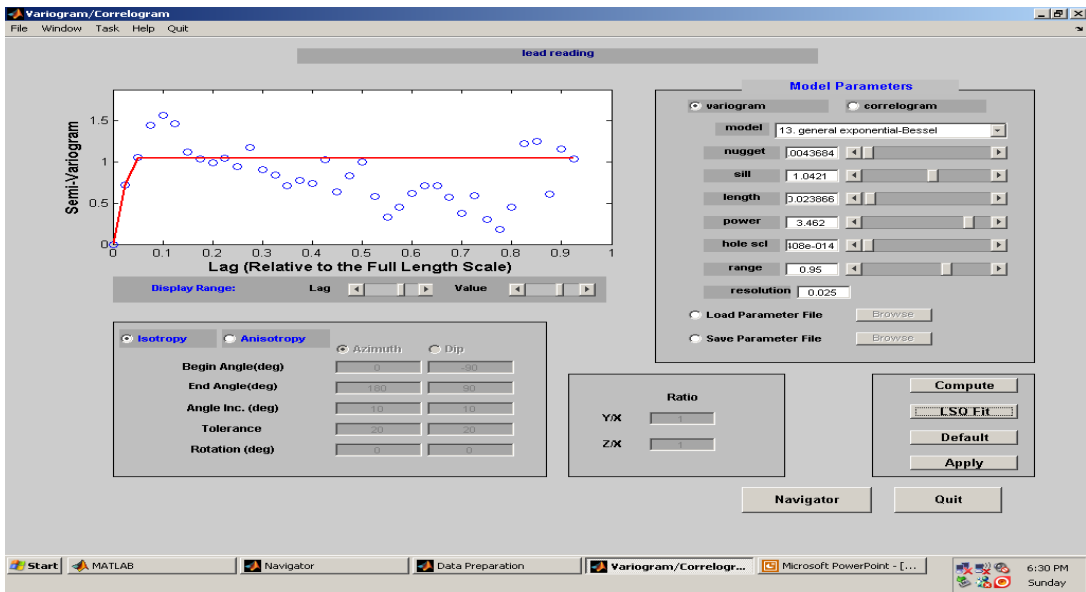 Variogram/Correlogram
File Window Task Help Quit
lead reading
Semi-Variogram
1.5
1
0.5
0
0 0.1 0.2 0.3 0.4 0.5 0.6 0.7 0.8 0.9 1
Lag (Relative to the Full Length Scale)
Display Range: Lag Value
Model Parameters
variogram correlogram
model 13. general exponential-Bessel
nugget .0043684
sill 1.0421
length 0.023866
power 3.462
hole scl 408e-014
range 0.95
resolution 0.025
Load Parameter File Browse
Save Parameter File Browse
Isotropy Anisotropy
Azimuth Dip
Begin Angle(deg) 0 -90
End Angle(deg) 180 90
Angle Inc. (deg) 10 10
Tolerance 20 20
Rotation (deg) 0 0
Ratio
Y/X 1
Z/X 1
Compute
LSQ Fit
Default
Apply
Navigator Quit
Start MATLAB Navigator Data Preparation Variogram/Correlogr... Microsoft PowerPoint - [... 6:30 PM
Sunday